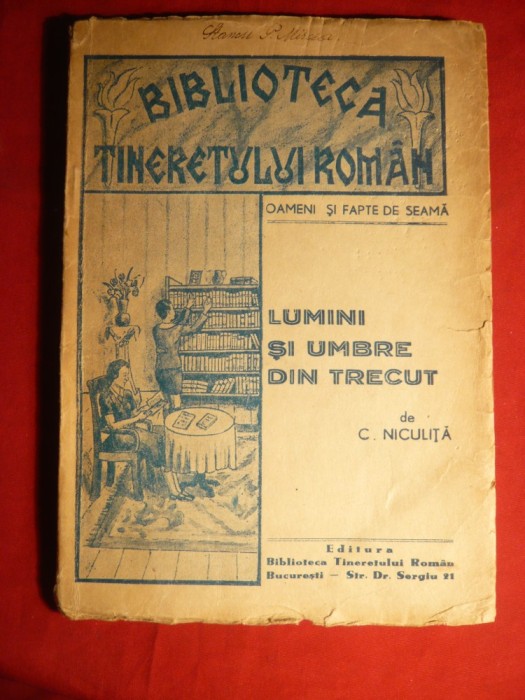 BIBLIOTECA
TINERETULUI ROMÂN
OAMENI ȘI FAPTE DE SEAMĂ
LUMINI
ȘI UMBRE
DIN TRECUT
de
C. NICULIȚĂ
Editura
Biblioteca Tineretului Român
București – Str. Dr. Sergiu 21